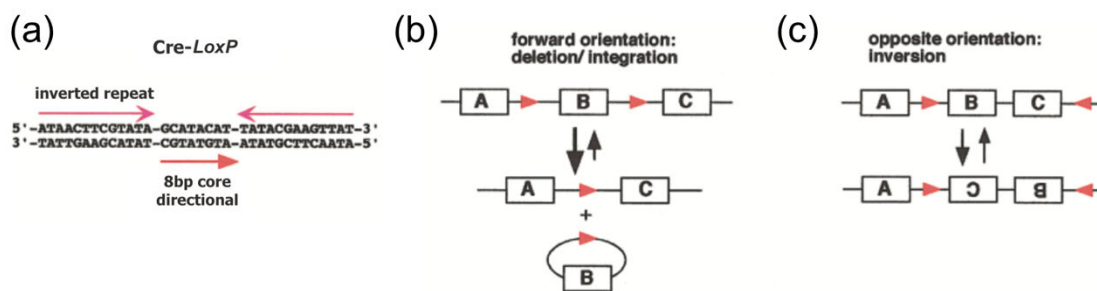 (a)
Cre-LoxP
inverted repeat
5'-ATAACTTCGTATA-GCATACAT-TATACGAAGTTAT-3'
3'-TATTGAAGCATAT-CGTATGTA-ATATGCTTCAATA-5'
8bp core
directional
(b)
forward orientation:
deletion/ integration
A B C
A C
+
B
(c)
opposite orientation:
inversion
A B C
A C B